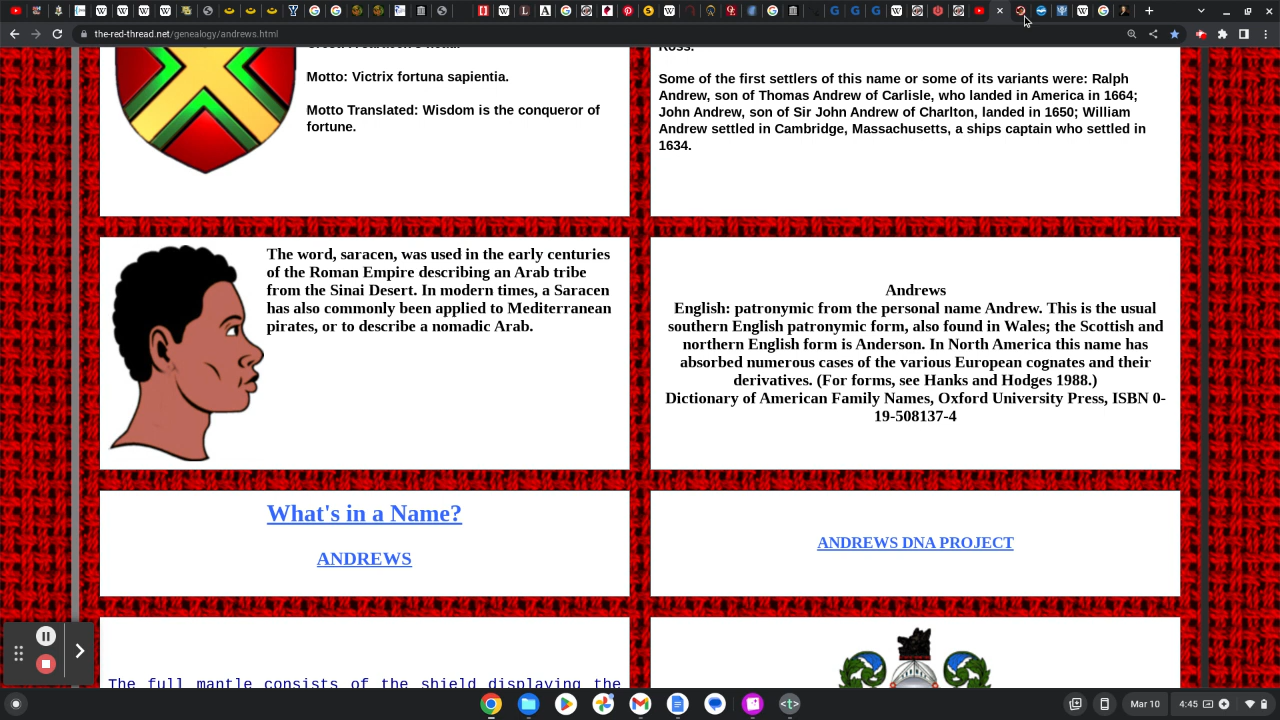 the-red-thread.net/genealogy/andrews.html
Motto: Victrix fortuna sapientia.
Motto Translated: Wisdom is the conqueror of
fortune.
Ross.
Some of the first settlers of this name or some of its variants were: Ralph
Andrew, son of Thomas Andrew of Carlisle, who landed in America in 1664;
John Andrew, son of Sir John Andrew of Charlton, landed in 1650; William
Andrew settled in Cambridge, Massachusetts, a ships captain who settled in
1634.
The word, saracen, was used in the early centuries
of the Roman Empire describing an Arab tribe
from the Sinai Desert. In modern times, a Saracen
has also commonly been applied to Mediterranean
pirates, or to describe a nomadic Arab.
Andrews
English: patronymic from the personal name Andrew. This is the usual
southern English patronymic form, also found in Wales; the Scottish and
northern English form is Anderson. In North America this name has
absorbed numerous cases of the various European cognates and their
derivatives. (For forms, see Hanks and Hodges 1988.)
Dictionary of American Family Names, Oxford University Press, ISBN 0-
19-508137-4
What's in a Name?
ANDREWS
ANDREWS DNA PROJECT
The full mantle consists of the shield displaying the
Mar 10
4:45